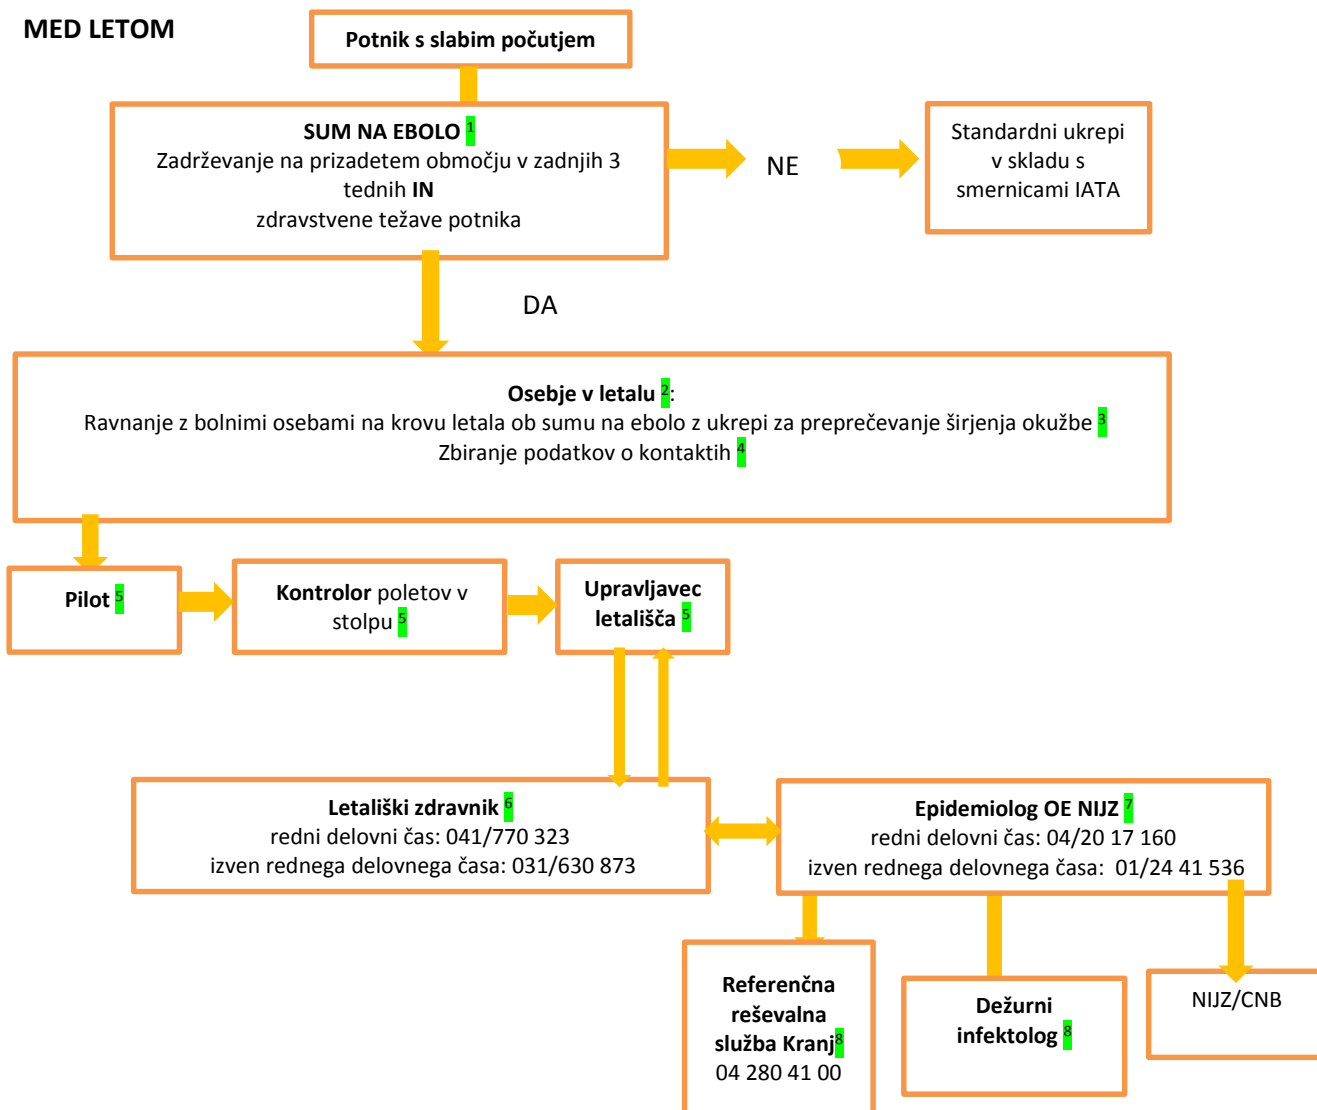 MED LETOM
Potnik s slabim počutjem
SUM NA EBOLO 1
Zadrževanje na prizadetem območju v zadnjih 3
tednih IN
zdravstvene težave potnika
NE
Standardni ukrepi
v skladu s
smernicami IATA
DA
Osebje v letalu 2:
Ravnanje z bolnimi osebami na krovu letala ob sumu na ebolo z ukrepi za preprečevanje širjenja okužbe 3
Zbiranje podatkov o kontaktih 4
Pilot 5
Kontrolor poletov v
stolpu 5
Upravljavec
letališča 5
Letališki zdravnik 6
redni delovni čas: 041/770 323
izven rednega delovnega časa: 031/630 873
Epidemiolog OE NIJZ 7
redni delovni čas: 04/20 17 160
izven rednega delovnega časa: 01/24 41 536
Referenčna
reševalna
služba Kranj8
04 280 41 00
Dežurni
infektolog 8
NIJZ/CNB